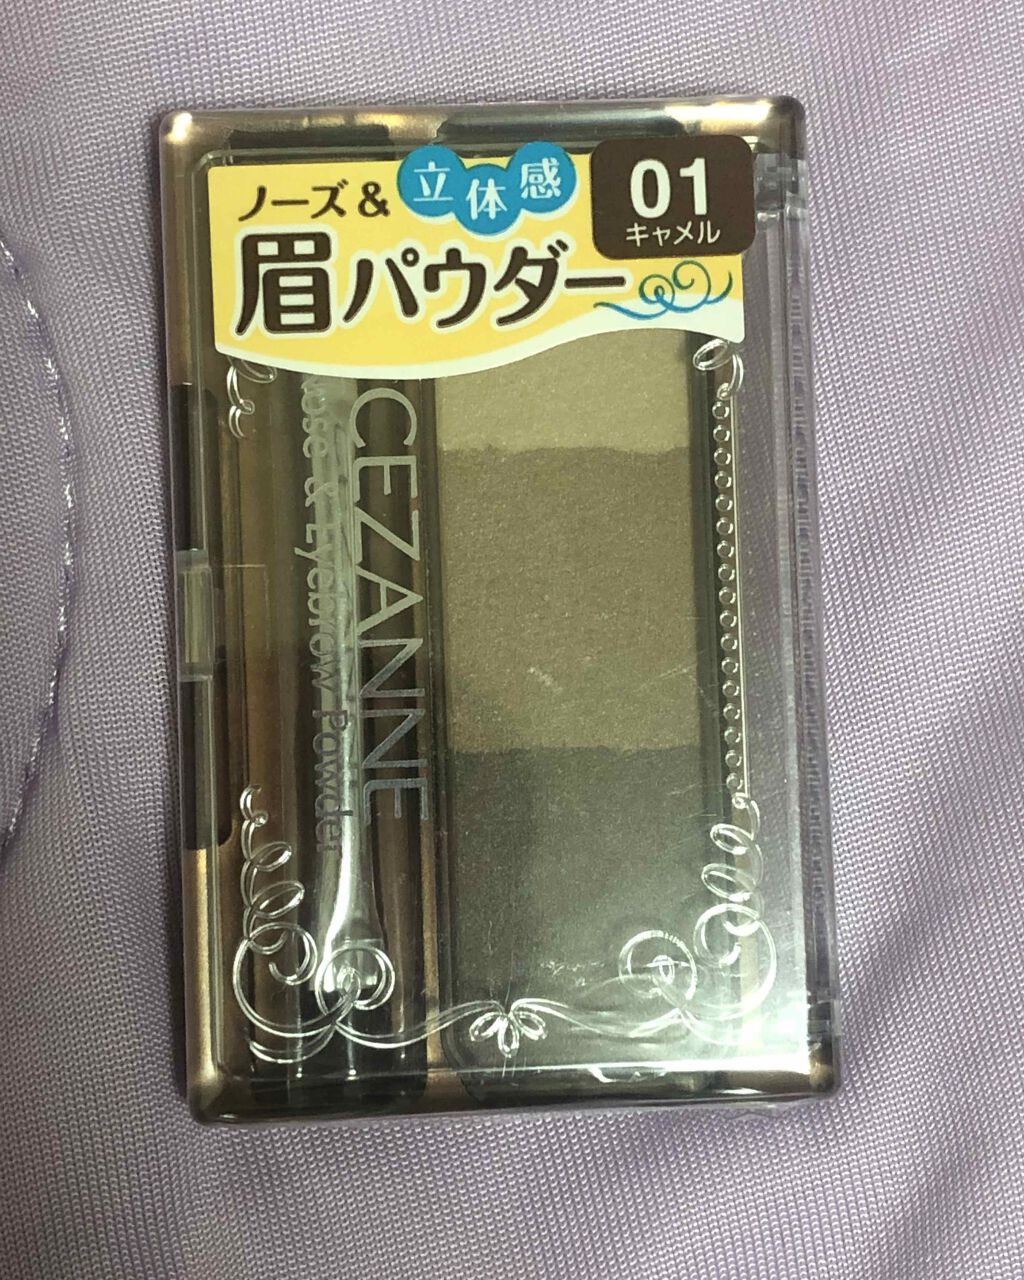 ノーズ& 立体感
眉パウダー
01
キャメル
CEZANNE
Nose & Eyebrow Powder